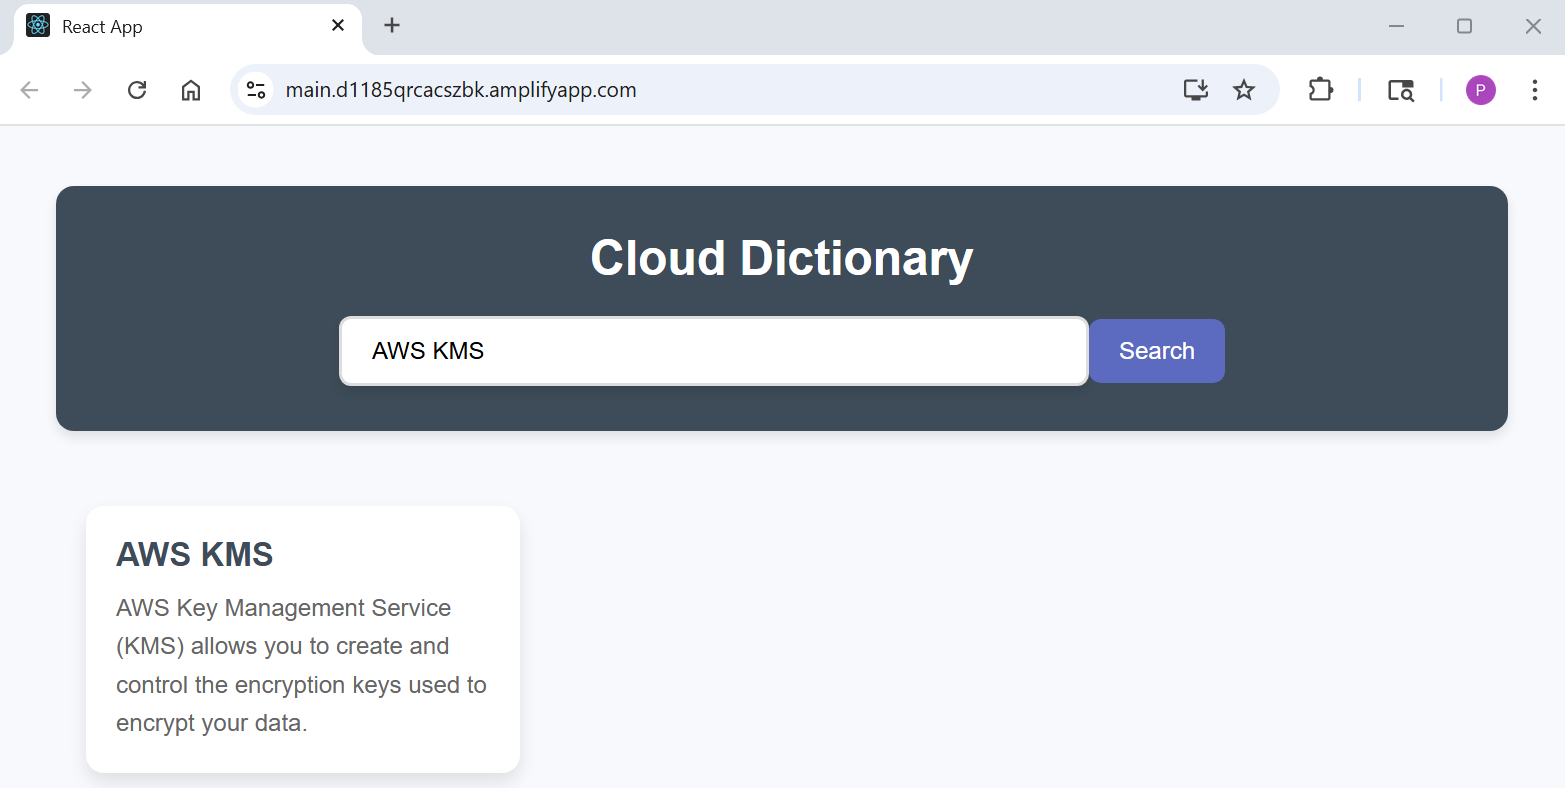 React App
main.d1185qrcacszbk.amplifyapp.com
P
Cloud Dictionary
AWS KMS
Search
AWS KMS
AWS Key Management Service
(KMS) allows you to create and
control the encryption keys used to
encrypt your data.